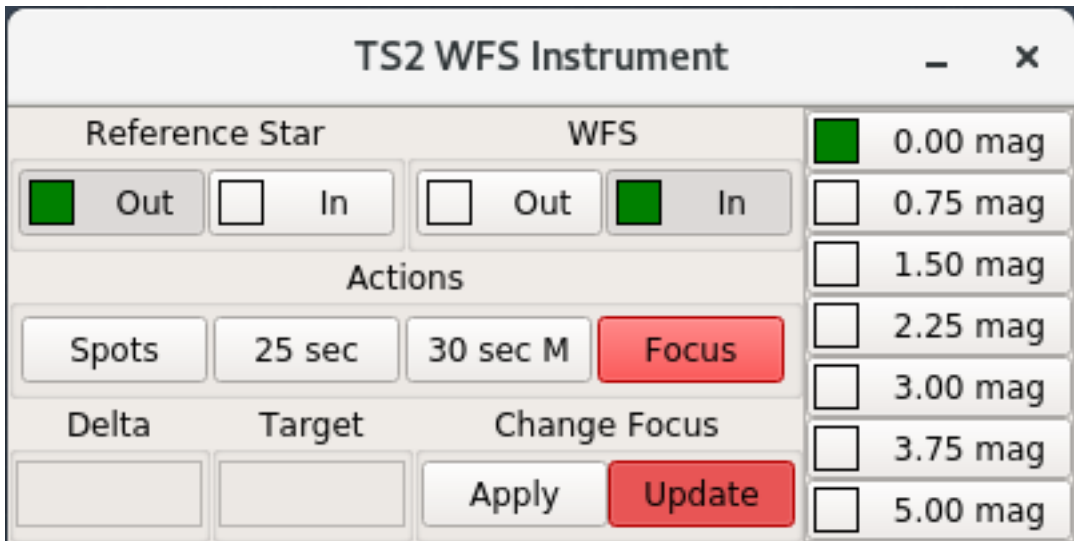 TS2 WFS Instrument
Reference Star
WFS
Out
In
Out
In
Actions
Spots
25 sec
30 sec M
Focus
Delta
Target
Change Focus
Apply
Update
0.00 mag
0.75 mag
1.50 mag
2.25 mag
3.00 mag
3.75 mag
5.00 mag